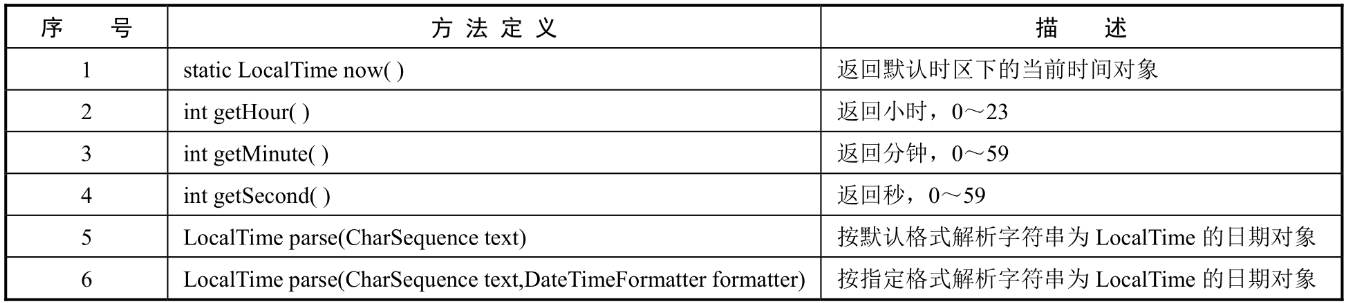 序 号 方法定义 描 述
1 static LocalTime now( ) 返回默认时区下的当前时间对象
2 int getHour( ) 返回小时，0～23
3 int getMinute( ) 返回分钟，0～59
4 int getSecond( ) 返回秒，0～59
5 LocalTime parse(CharSequence text) 按默认格式解析字符串为 LocalTime 的日期对象
6 LocalTime parse(CharSequence text,DateTimeFormatter formatter) 按指定格式解析字符串为 LocalTime 的日期对象